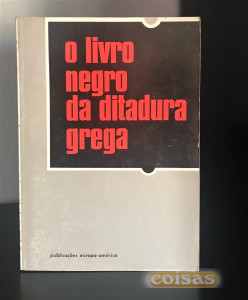 o livro
negro
da ditadura
grega
publicações europa-américa
coisas